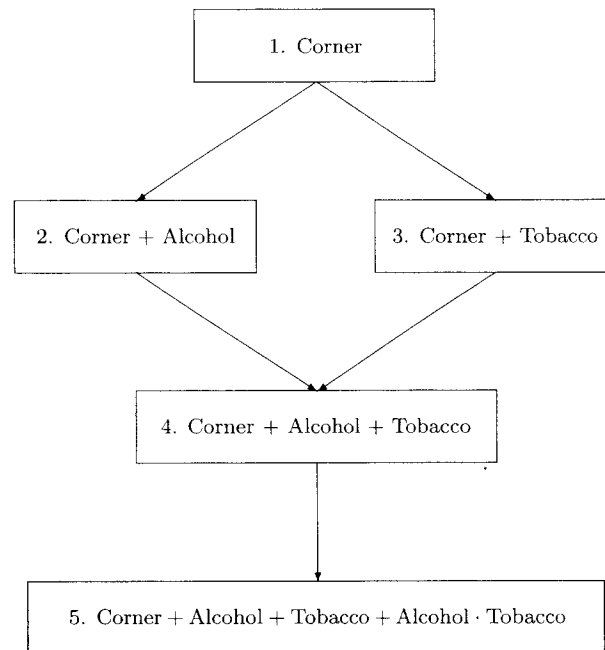 1. Corner
2. Corner + Alcohol
3. Corner + Tobacco
4. Corner + Alcohol + Tobacco
5. Corner + Alcohol + Tobacco + Alcohol · Tobacco